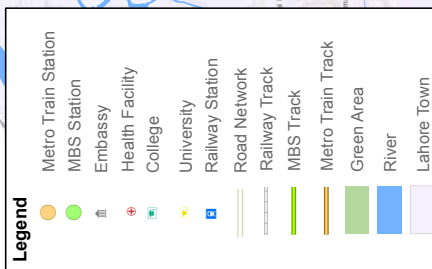 Legend
Metro Train Station
MBS Station
Embassy
Health Facility
College
University
Railway Station
Road Network
Railway Track
MBS Track
Metro Train Track
Green Area
River
Lahore Town